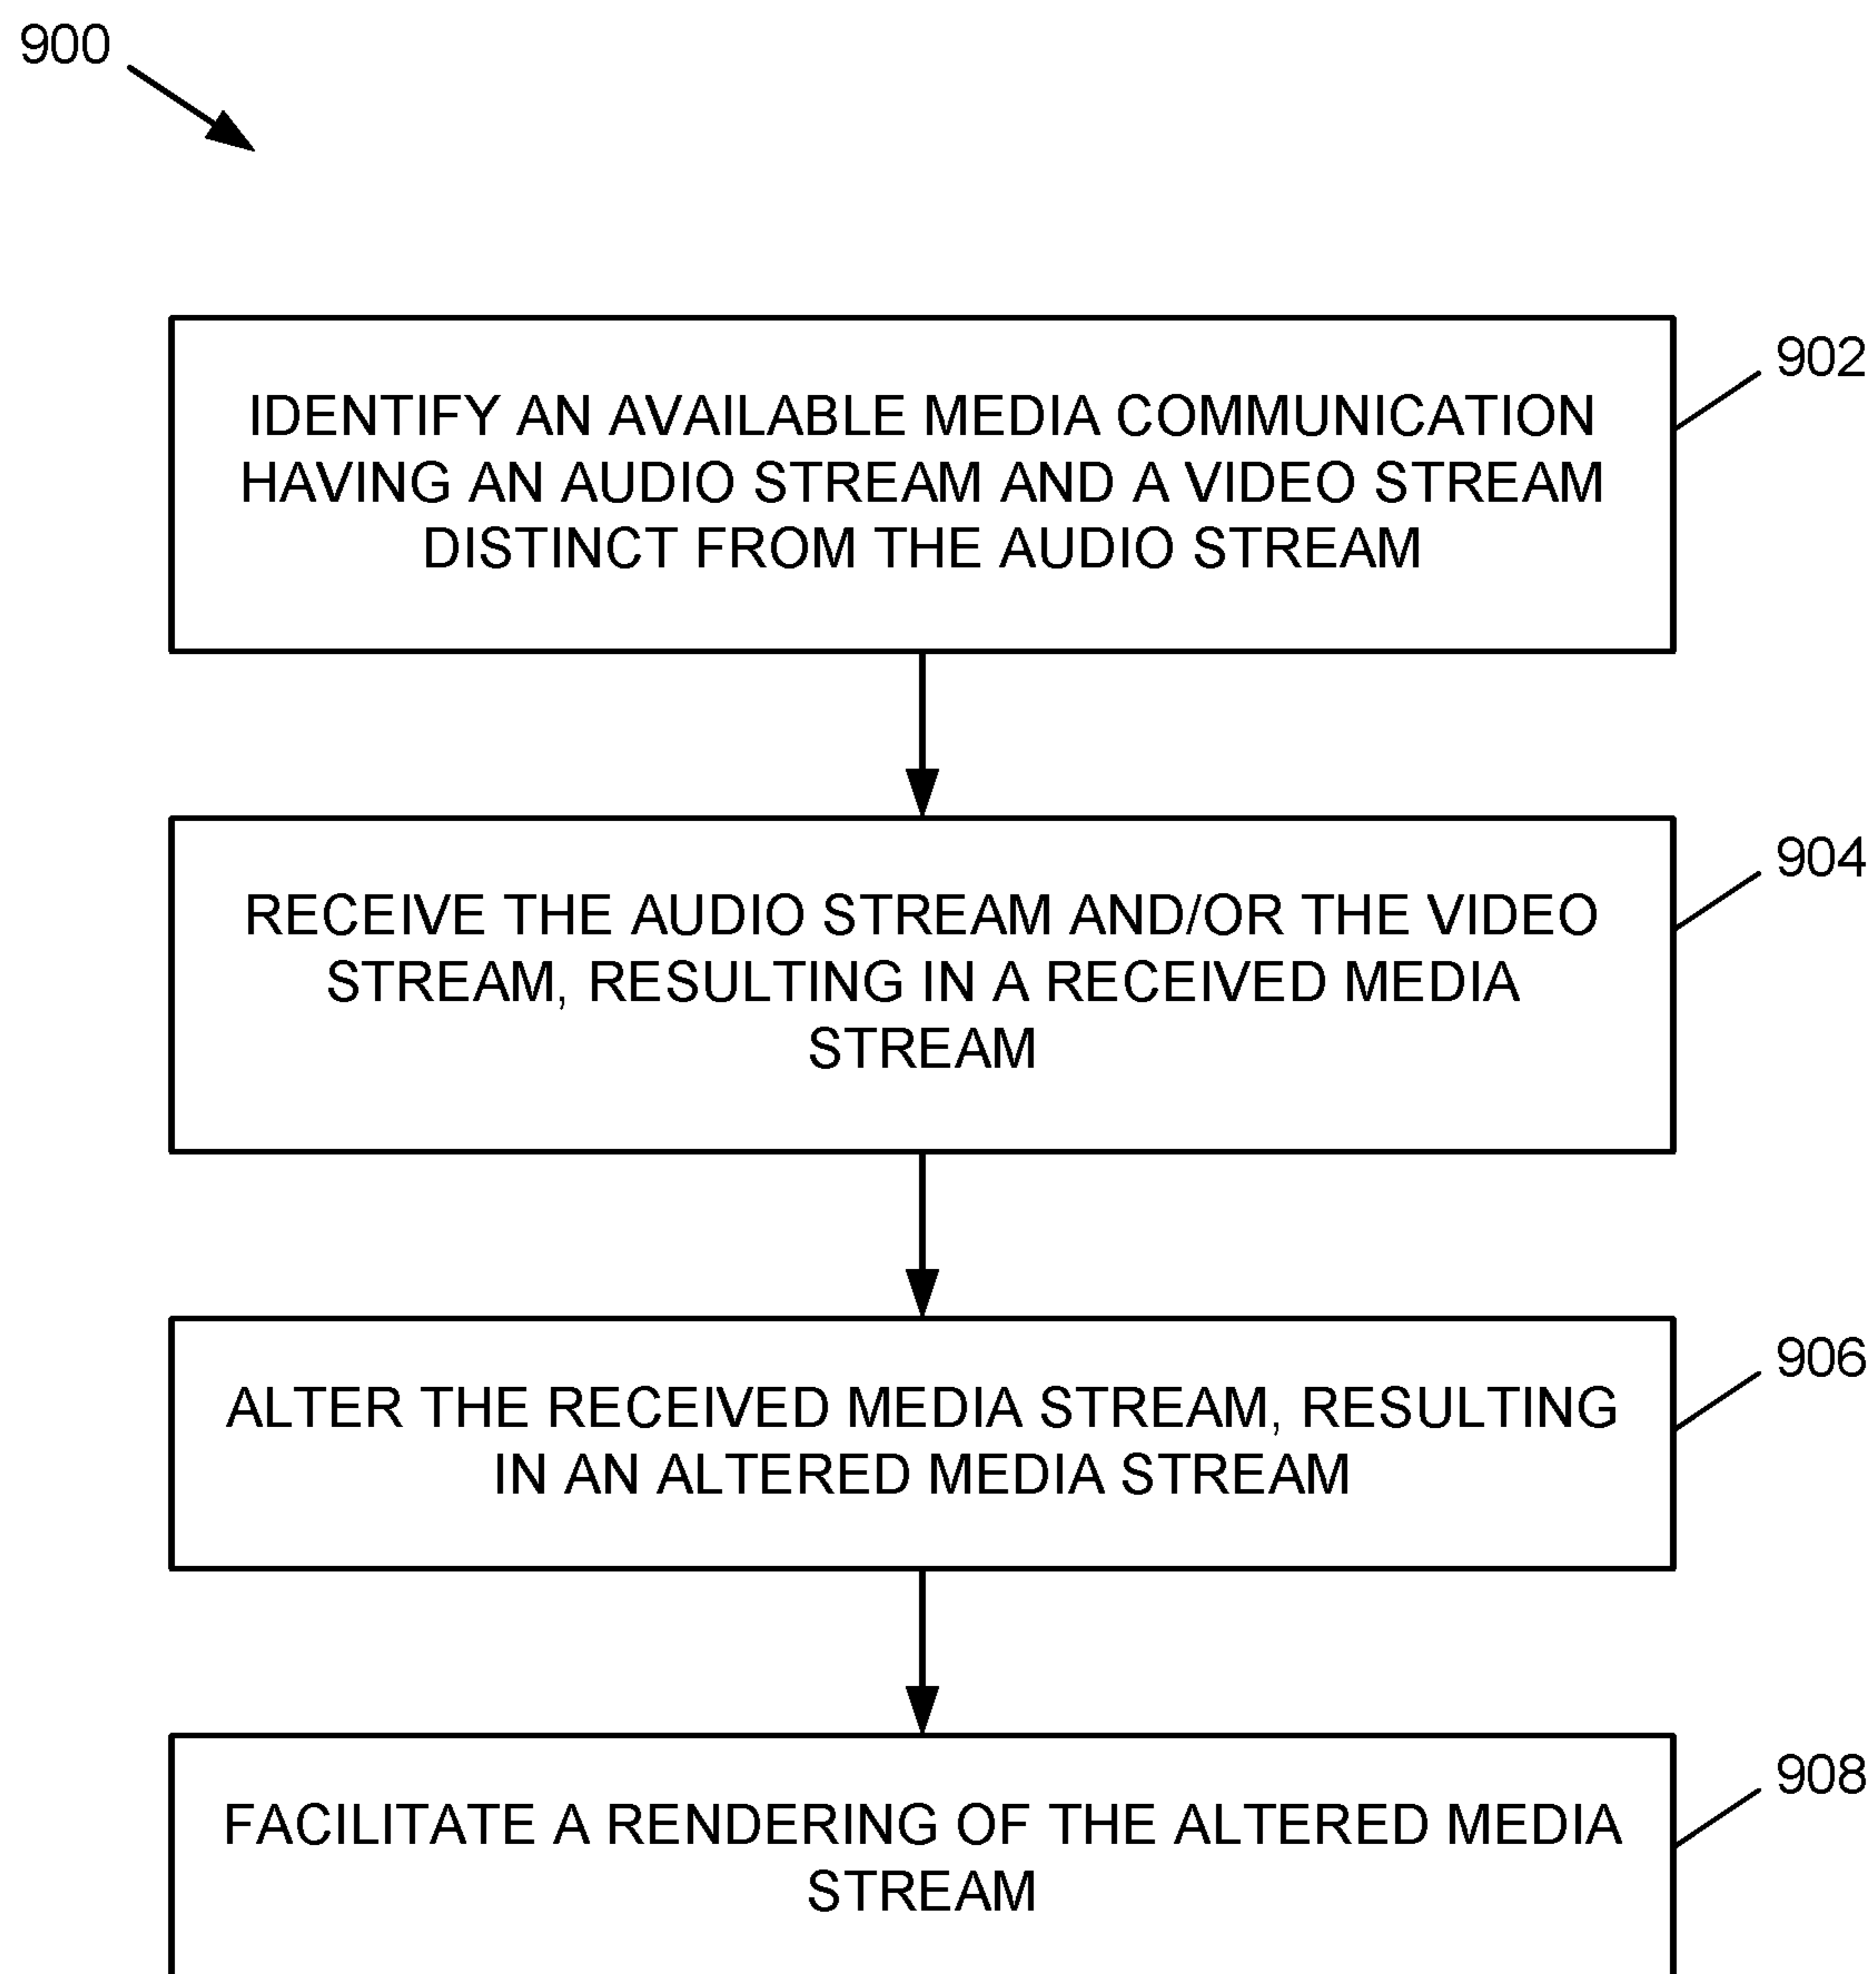 900
902
IDENTIFY AN AVAILABLE MEDIA COMMUNICATION
HAVING AN AUDIO STREAM AND A VIDEO STREAM
DISTINCT FROM THE AUDIO STREAM
904
RECEIVE THE AUDIO STREAM AND/OR THE VIDEO
STREAM, RESULTING IN A RECEIVED MEDIA
STREAM
906
ALTER THE RECEIVED MEDIA STREAM, RESULTING
IN AN ALTERED MEDIA STREAM
908
FACILITATE A RENDERING OF THE ALTERED MEDIA
STREAM